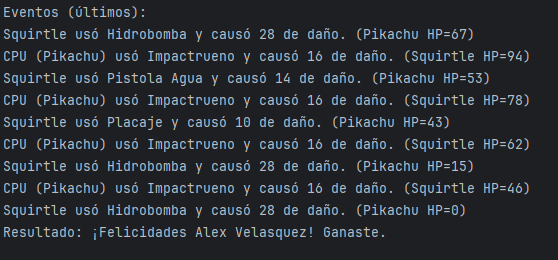 Eventos (últimos):
Squirtle usó Hidrobomba y causó 28 de daño. (Pikachu HP=67)
CPU (Pikachu) usó Impactrueno y causó 16 de daño. (Squirtle HP=94)
Squirtle usó Pistola Agua y causó 14 de daño. (Pikachu HP=53)
CPU (Pikachu) usó Impactrueno y causó 16 de daño. (Squirtle HP=78)
Squirtle usó Placaje y causó 10 de daño. (Pikachu HP=43)
CPU (Pikachu) usó Impactrueno y causó 16 de daño. (Squirtle HP=62)
Squirtle usó Hidrobomba y causó 28 de daño. (Pikachu HP=15)
CPU (Pikachu) usó Impactrueno y causó 16 de daño. (Squirtle HP=46)
Squirtle usó Hidrobomba y causó 28 de daño. (Pikachu HP=0)
Resultado: ¡Felicidades Alex Velasquez! Ganaste.